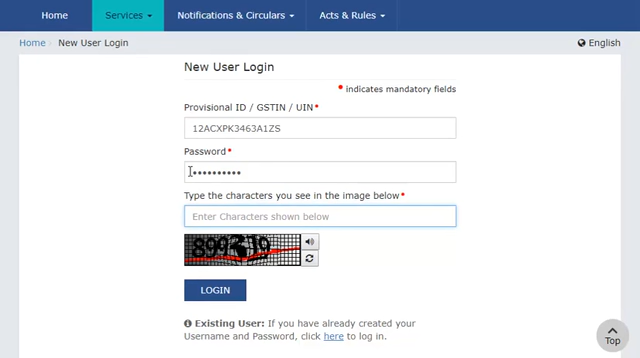 Home Services Notifications & Circulars Acts & Rules
Home New User Login English
New User Login
• indicates mandatory fields
Provisional ID / GSTIN / UIN•
12ACXPK3463A1ZS
Password•
••••••••••
Type the characters you see in the image below•
Enter Characters shown below
LOGIN
Existing User: If you have already created your
Username and Password, click here to log in.
Top